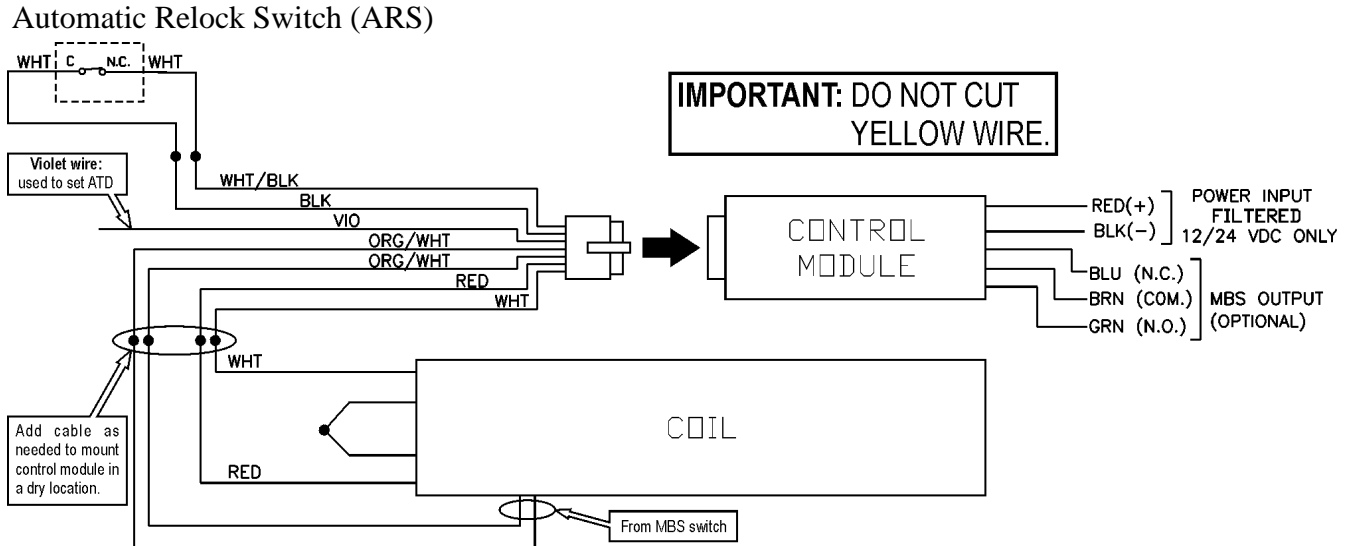 Automatic Relock Switch (ARS)
WHT C N.C. WHT
IMPORTANT: DO NOT CUT
YELLOW WIRE.
Violet wire:
used to set ATD
WHT/BLK
BLK
VIO
ORG/WHT
ORG/WHT
RED
WHT
CONTROL
MODULE
RED(+)
BLK(-)
POWER INPUT
FILTERED
12/24 VDC ONLY
BLU (N.C.)
BRN (COM.)
GRN (N.O.)
MBS OUTPUT
(OPTIONAL)
WHT
COIL
Add cable as
needed to mount
control module in
a dry location.
RED
From MBS switch